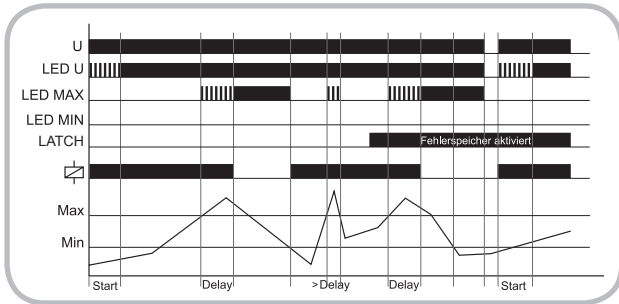 U
LED U
LED MAX
LED MIN
LATCH
Fehlerspeicher aktiviert
Max
Min
Start
Delay
>Delay
Delay
Start